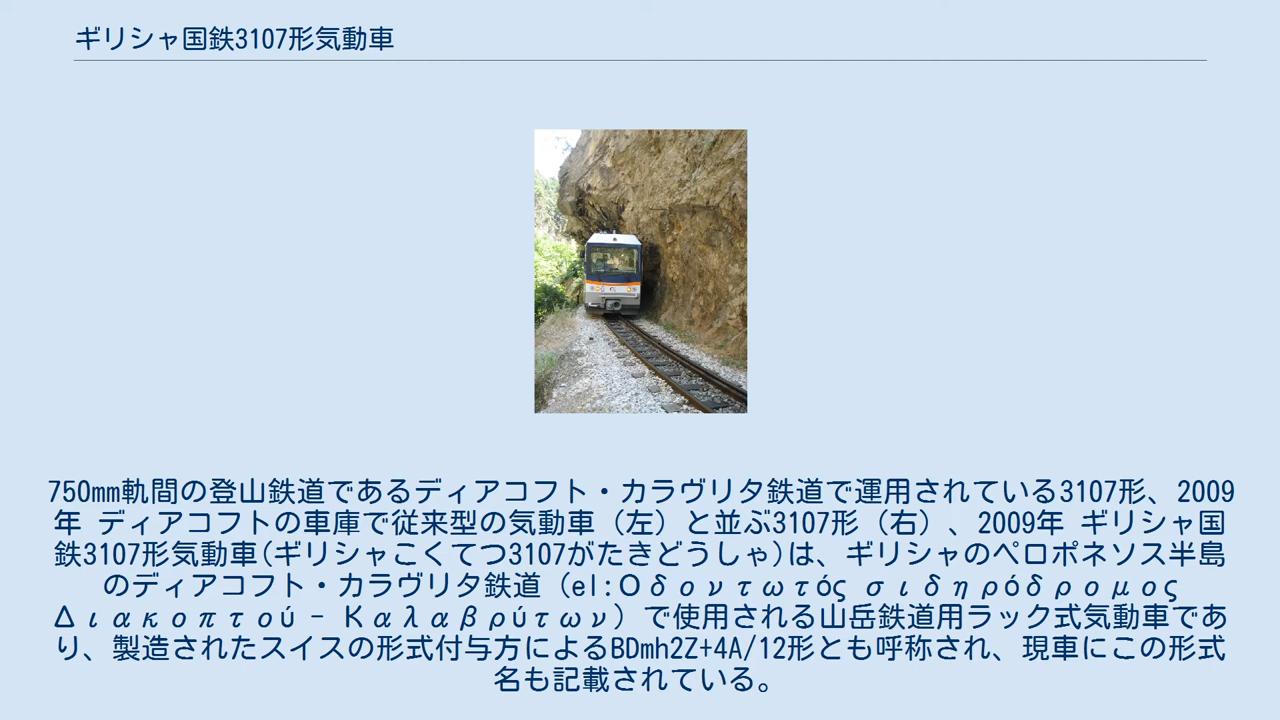 ギリシャ国鉄3107形気動車
750mm軌間の登山鉄道であるディアコフト・カラヴリタ鉄道で運用されている3107形、2009
年 ディアコフトの車庫で従来型の気動車（左）と並ぶ3107形（右）、2009年 ギリシャ国
鉄3107形気動車(ギリシャこくてつ3107がたきどうしゃ)は、ギリシャのペロポネソス半島
のディアコフト・カラヴリタ鉄道（el:Οδοντωτός σιδηρόδρομος
Διακοπτού – Καλαβρύτων）で使用される山岳鉄道用ラック式気動車であ
り、製造されたスイスの形式付与方によるBDmh2Z+4A/12形とも呼称され、現車にこの形式
名も記載されている。